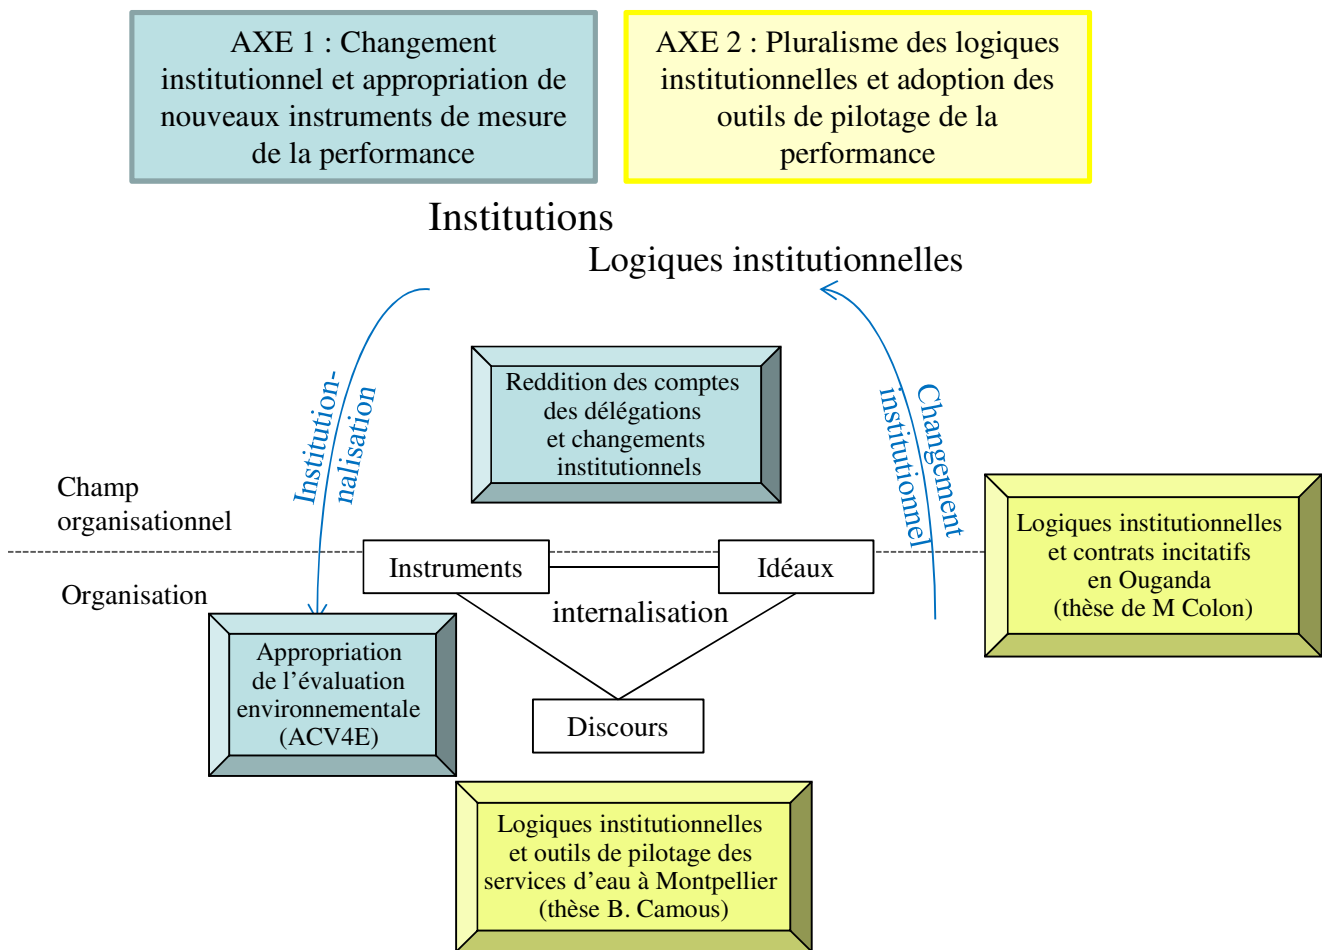 AXE 1 : Changement
institutionnel et appropriation de
nouveaux instruments de mesure
de la performance
AXE 2 : Pluralisme des logiques
institutionnelles et adoption des
outils de pilotage de la
performance
Institutions
Logiques institutionnelles
Institution-
nalisation
Reddition des comptes
des délégations
et changements
institutionnels
Changement
institutionnel
Champ
organisationnel
Organisation
Instruments
Idéaux
internalisation
Discours
Logiques institutionnelles
et contrats incitatifs
en Ouganda
(thèse de M Colon)
Appropriation
de l’évaluation
environnementale
(ACV4E)
Logiques institutionnelles
et outils de pilotage des
services d’eau à Montpellier
(thèse B. Camous)